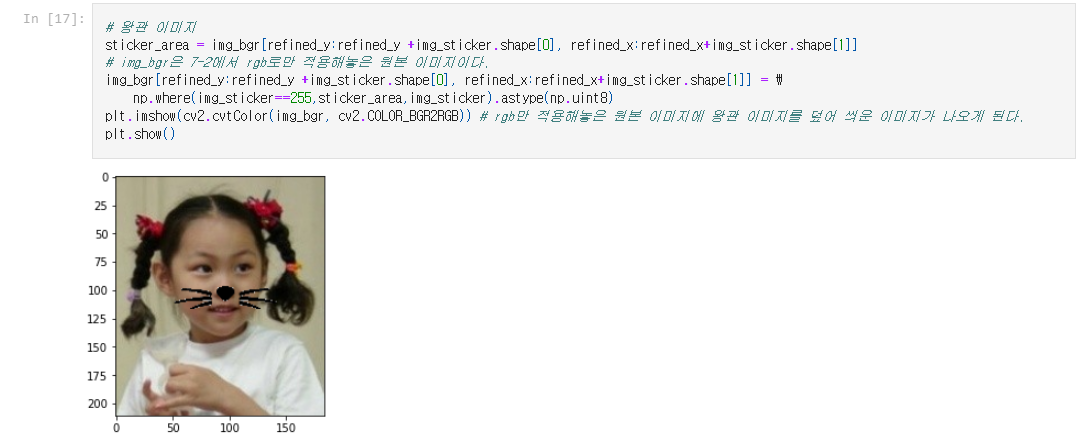 In [17]:
# 왕관 이미지
sticker_area = img_bgr[refined_y:refined_y +img_sticker.shape[0], refined_x:refined_x+img_sticker.shape[1]]
# img_bgr은 7-2에서 rgb로만 적용해놓은 원본 이미지이다.
img_bgr[refined_y:refined_y +img_sticker.shape[0], refined_x:refined_x+img_sticker.shape[1]] = ₩
np.where(img_sticker==255,sticker_area,img_sticker).astype(np.uint8)
plt.imshow(cv2.cvtColor(img_bgr, cv2.COLOR_BGR2RGB)) # rgb만 적용해놓은 원본 이미지에 왕관 이미지를 덮어 씌운 이미지가 나오게 된다.
plt.show()
0
25
50
75
100
125
150
175
200
0 50 100 150